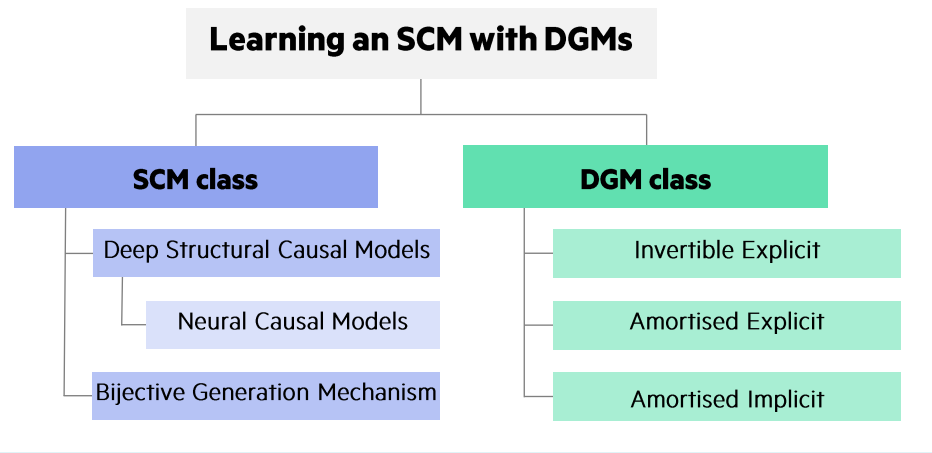 Learning an SCM with DGMs
SCM class
Deep Structural Causal Models
Neural Causal Models
Bijective Generation Mechanism
DGM class
Invertible Explicit
Amortised Explicit
Amortised Implicit